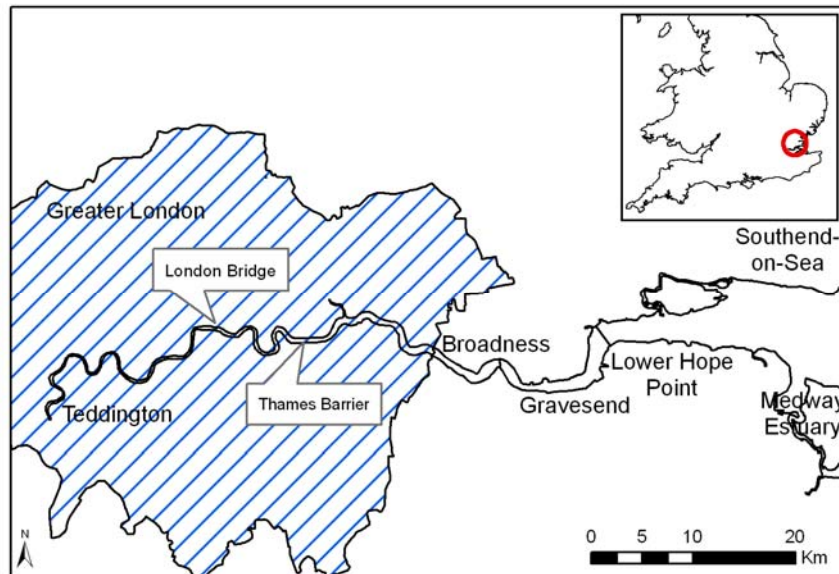 Greater London
London Bridge
Southend-
on-Sea
Broadness
Lower Hope
Point
Teddington
Thames Barrier
Gravesend
Medway
Estuary
N
0 5 10 20
Km